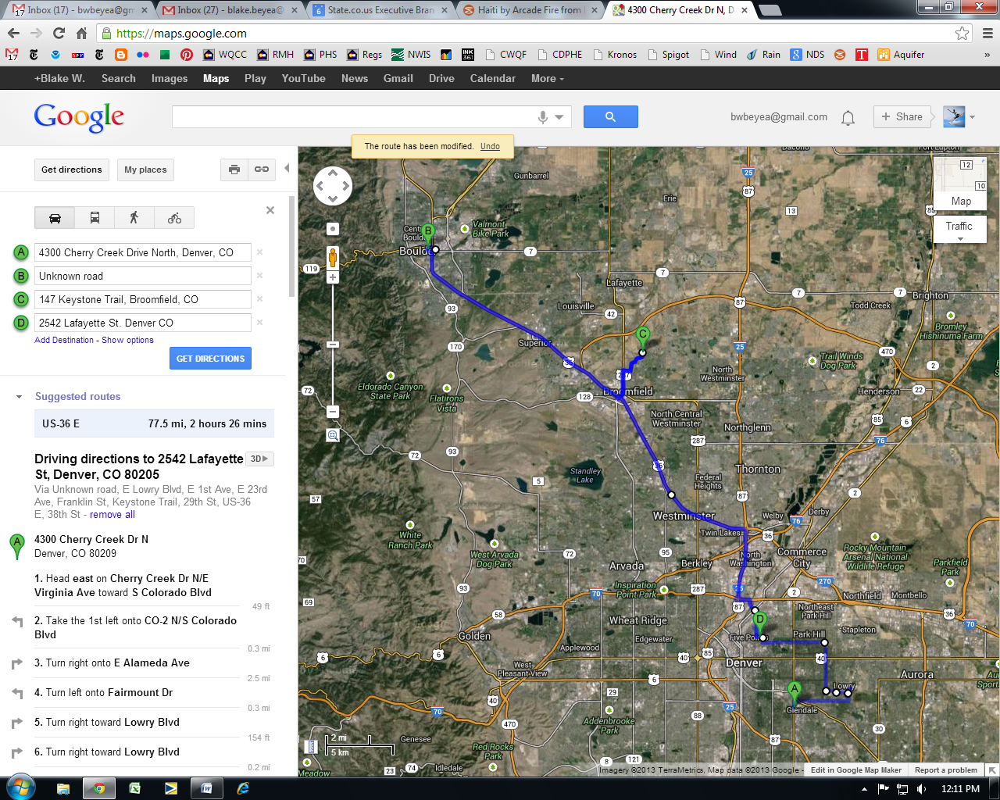 Inbox (17) - bwbeyea@gm
Inbox (27) - blake.beyea@
State.co.us Executive Bran
Haiti by Arcade Fire from
4300 Cherry Creek Dr N, D
https://maps.google.com
17
WQCC
RMH
PHS
Regs
NWIS
INK 361
CWQF
CDPHE
Kronos
Spigot
Wind
Rain
NDS
Aquifer
»
+Blake W.
Search
Images
Maps
Play
YouTube
News
Gmail
Drive
Calendar
More
Google
bwbeyea@gmail.com
+ Share
The route has been modified. Undo
Get directions
My places
A 4300 Cherry Creek Drive North, Denver, CO
B Unknown road
C 147 Keystone Trail, Broomfield, CO
D 2542 Lafayette St. Denver CO
Add Destination - Show options
GET DIRECTIONS
Suggested routes
US-36 E 77.5 mi, 2 hours 26 mins
Driving directions to 2542 Lafayette
St, Denver, CO 80205
3D
Via Unknown road, E Lowry Blvd, E 1st Ave, E 23rd
Ave, Franklin St, Keystone Trail, 29th St, US-36
E, 38th St - remove all
A
4300 Cherry Creek Dr N
Denver, CO 80209
1. Head east on Cherry Creek Dr N/E
Virginia Ave toward S Colorado Blvd
49 ft
2. Take the 1st left onto CO-2 N/S Colorado
Blvd
0.3 mi
3. Turn right onto E Alameda Ave
2.5 mi
4. Turn left onto Fairmount Dr
0.3 mi
5. Turn right toward Lowry Blvd
154 ft
6. Turn right toward Lowry Blvd
0.2 mi
Map
Traffic
Gunbarrel
Erie
Valmont
Bike Park
B
Lafayette
Louisville
Brighton
Todd Creek
Bromley
Hishinuma Farm
Superior
C
Trail Winds
Dog Park
North
Westminster
Henderson
Eldorado Canyon
State Park
Flatirons
Vista
Broomfield
North Central
Westminster
Northglenn
Thornton
Standley
Lake
Federal
Heights
Welby
Derby
Westminster
Twin Lakes
White
Ranch Park
West Arvada
Dog Park
Arvada
Berkley
North
Washington
Commerce
City
Rocky Mountain
Arsenal National
Wildlife Refuge
Parkfield
Park
Inspiration
Point Park
Northfield
Montbello
Northeast
Park Hill
Wheat Ridge
Golden
D
Park Hill
Stapleton
Edgewater
Applewood
Denver
West
Pleasant View
Aurora
Lowry
A
Glendale
Addenbrooke
Park
Genesee
Red Rocks
Park
Idledale
Meadow
2 mi
5 km
Imagery ©2013 TerraMetrics, Map data ©2013 Google -
Edit in Google Map Maker
Report a problem
12:11 PM